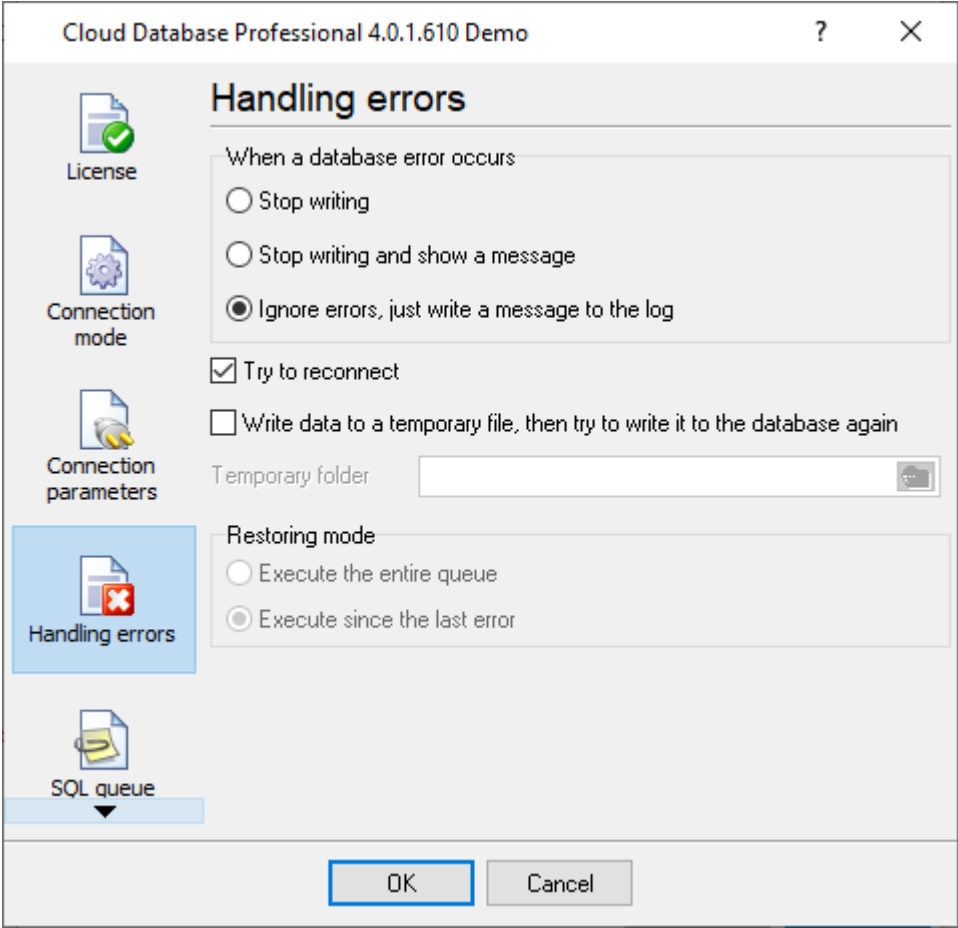 Cloud Database Professional 4.0.1.610 Demo
?
License
Connection
mode
Connection
parameters
Handling errors
SQL queue
Handling errors
When a database error occurs
Stop writing
Stop writing and show a message
Ignore errors, just write a message to the log
Try to reconnect
Write data to a temporary file, then try to write it to the database again
Temporary folder
Restoring mode
Execute the entire queue
Execute since the last error
OK
Cancel